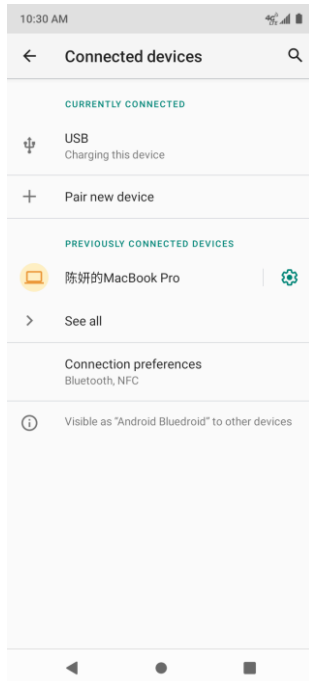 10:30 AM
Connected devices
CURRENTLY CONNECTED
USB
Charging this device
Pair new device
PREVIOUSLY CONNECTED DEVICES
陈妍的MacBook Pro
See all
Connection preferences
Bluetooth, NFC
Visible as “Android Bluedroid” to other devices